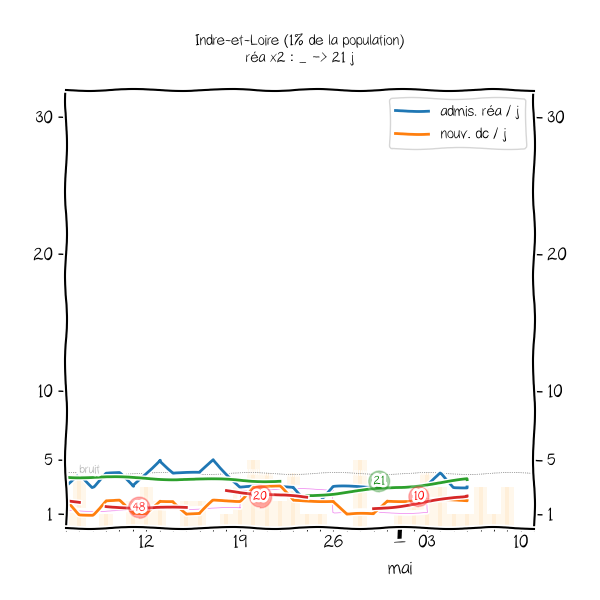 Indre-et-Loire (1% de la population)
réa x2 : _ -> 21 j
admis. réa / j
nouv. dc / j
30 30
20 20
10 10
5 5
1 1
bruit
48
20
21
10
12 19 26 03 10
mai